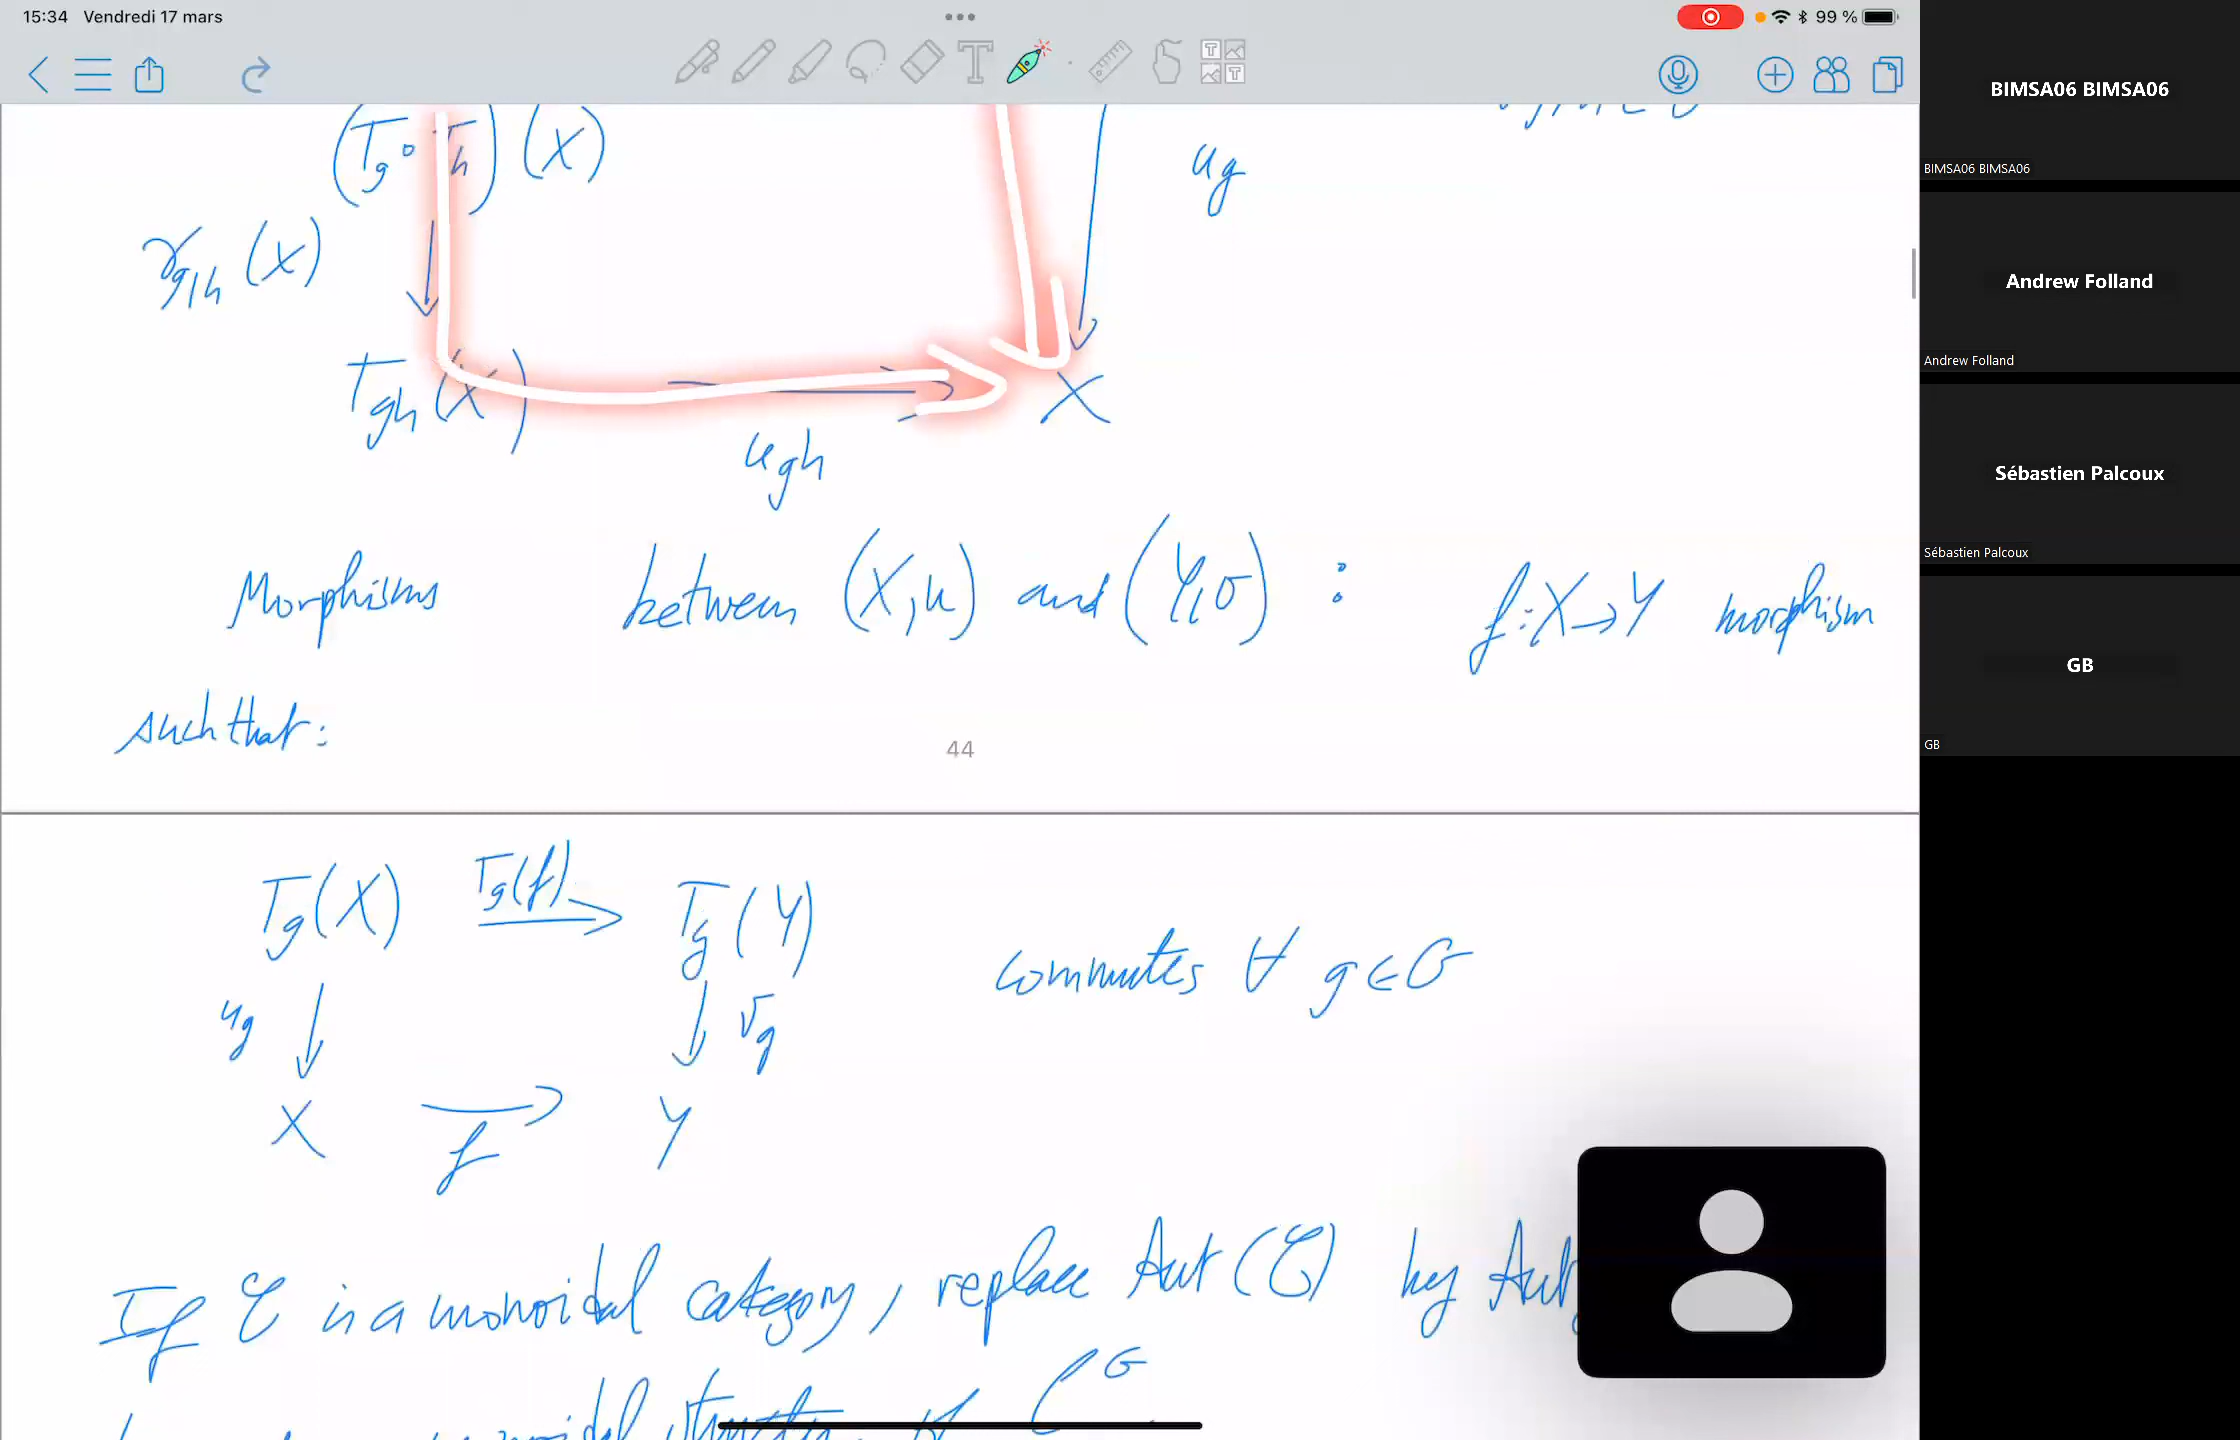 15:34 Vendredi 17 mars
99 %
(T_g ∘ T_h)(X)
u_g
γ_{g,h}(X)
T_{gh}(X)
X
u_{gh}
Morphisms between (X,u) and (Y,σ) : f:X→Y morphism
such that:
44
T_g(X) T_g(f) T_g(Y)
commutes ∀ g∈G
u_g v_g
X f Y
If C is a monoidal category, replace Aut(C) by Aut
C^G
BIMSA06 BIMSA06
BIMSA06 BIMSA06
Andrew Folland
Andrew Folland
Sébastien Palcoux
Sébastien Palcoux
GB
GB